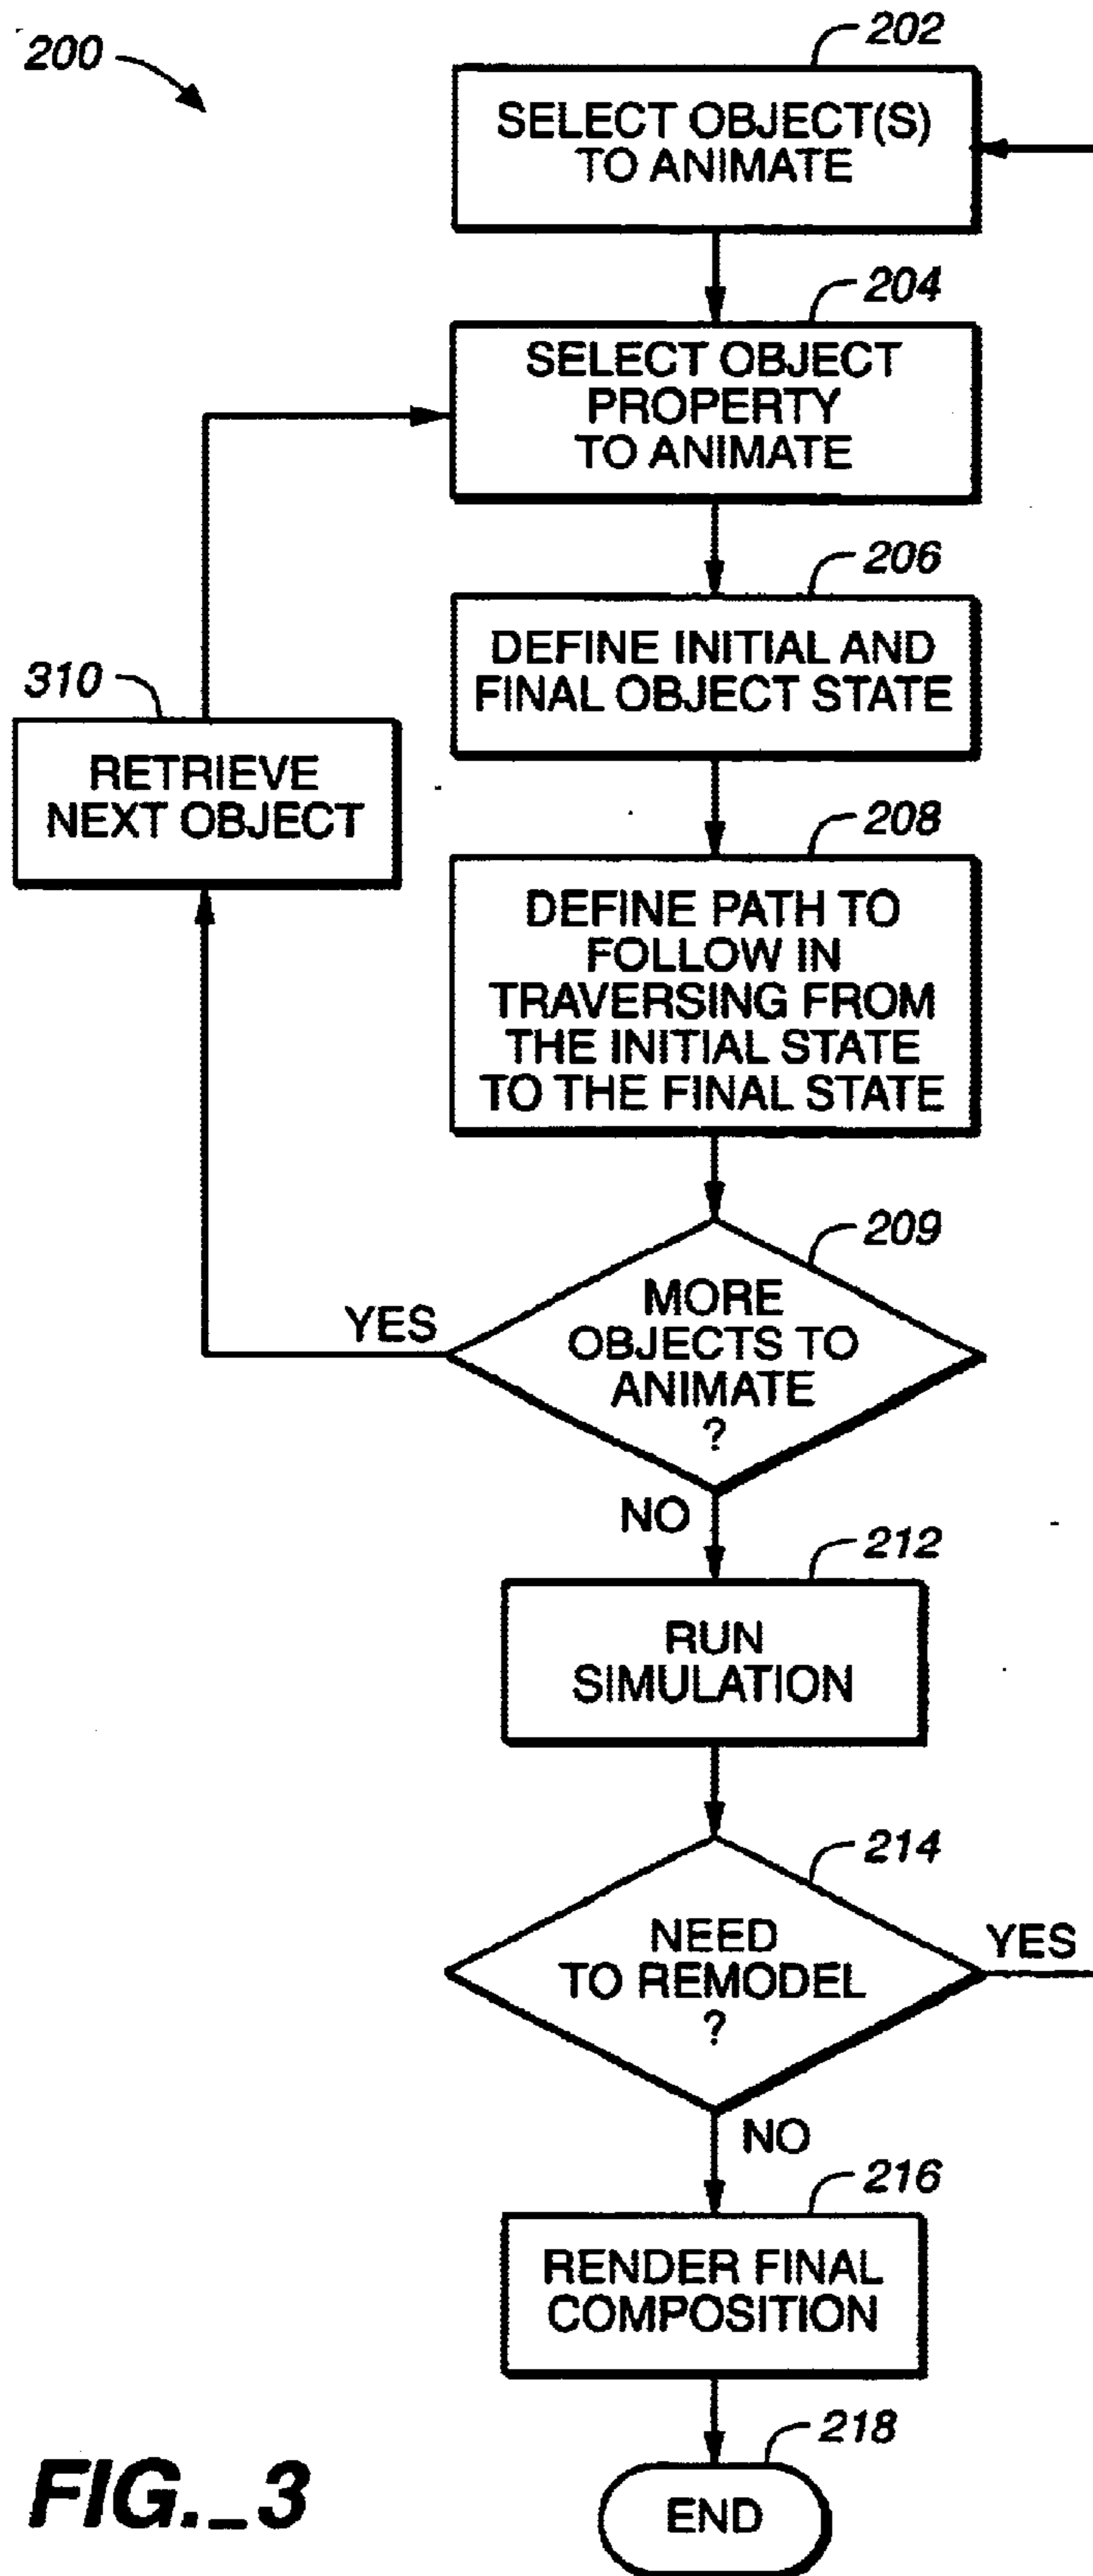 200
202
SELECT OBJECT(S)
TO ANIMATE
204
SELECT OBJECT
PROPERTY
TO ANIMATE
206
DEFINE INITIAL AND
FINAL OBJECT STATE
310
RETRIEVE
NEXT OBJECT
208
DEFINE PATH TO
FOLLOW IN
TRAVERSING FROM
THE INITIAL STATE
TO THE FINAL STATE
209
MORE
OBJECTS TO
ANIMATE
?
YES
NO
212
RUN
SIMULATION
214
NEED
TO REMODEL
?
YES
NO
216
RENDER FINAL
COMPOSITION
218
END
FIG._3